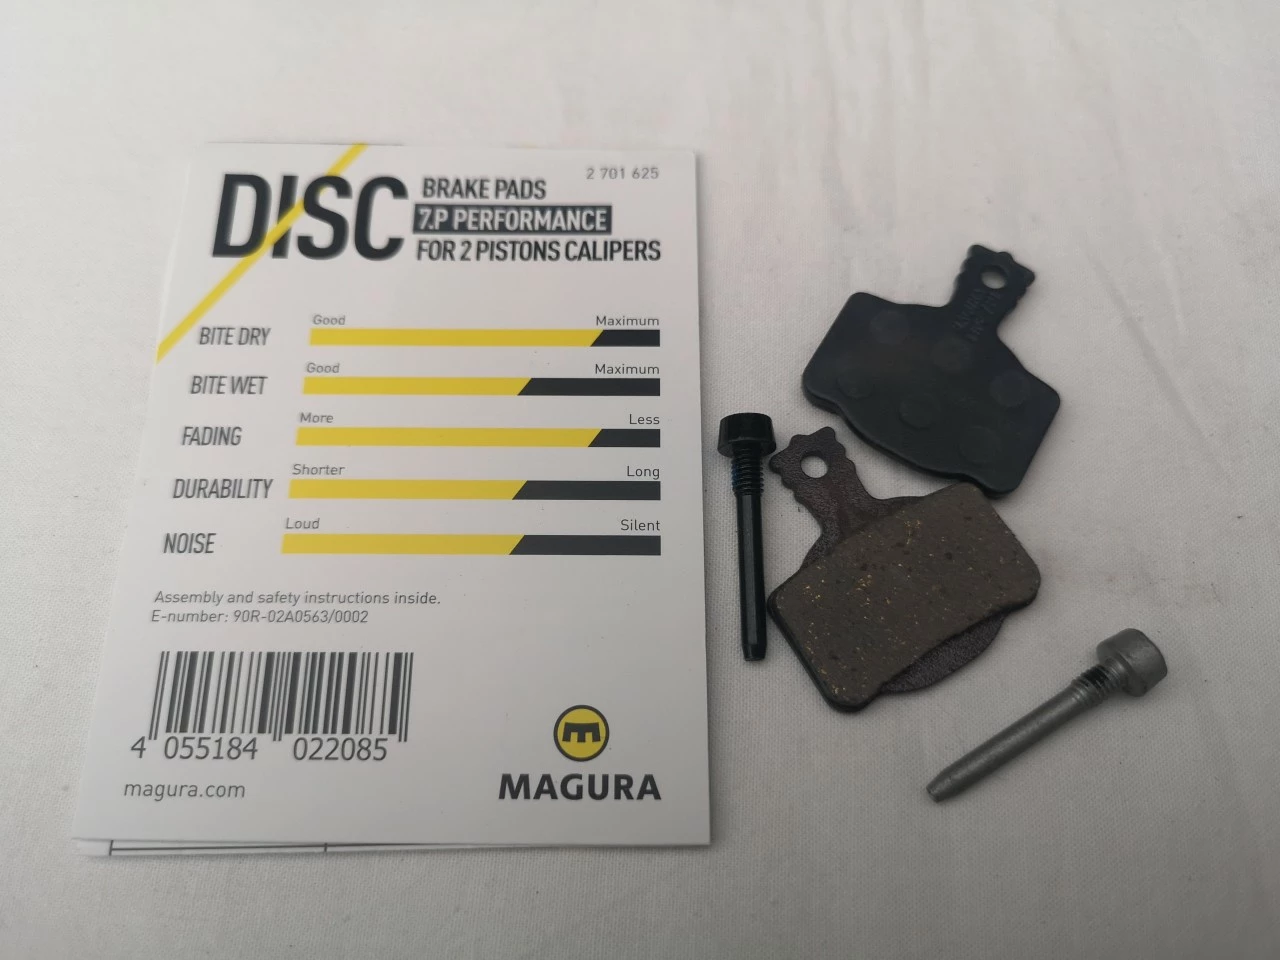 2 701 625
DISC
BRAKE PADS
7.P PERFORMANCE
FOR 2 PISTONS CALIPERS
BITE DRY
Good Maximum
BITE WET
Good Maximum
FADING
More Less
DURABILITY
Shorter Long
NOISE
Loud Silent
Assembly and safety instructions inside.
E-number: 90R-02A0563/0002
4 055184 022085
magura.com
MAGURA